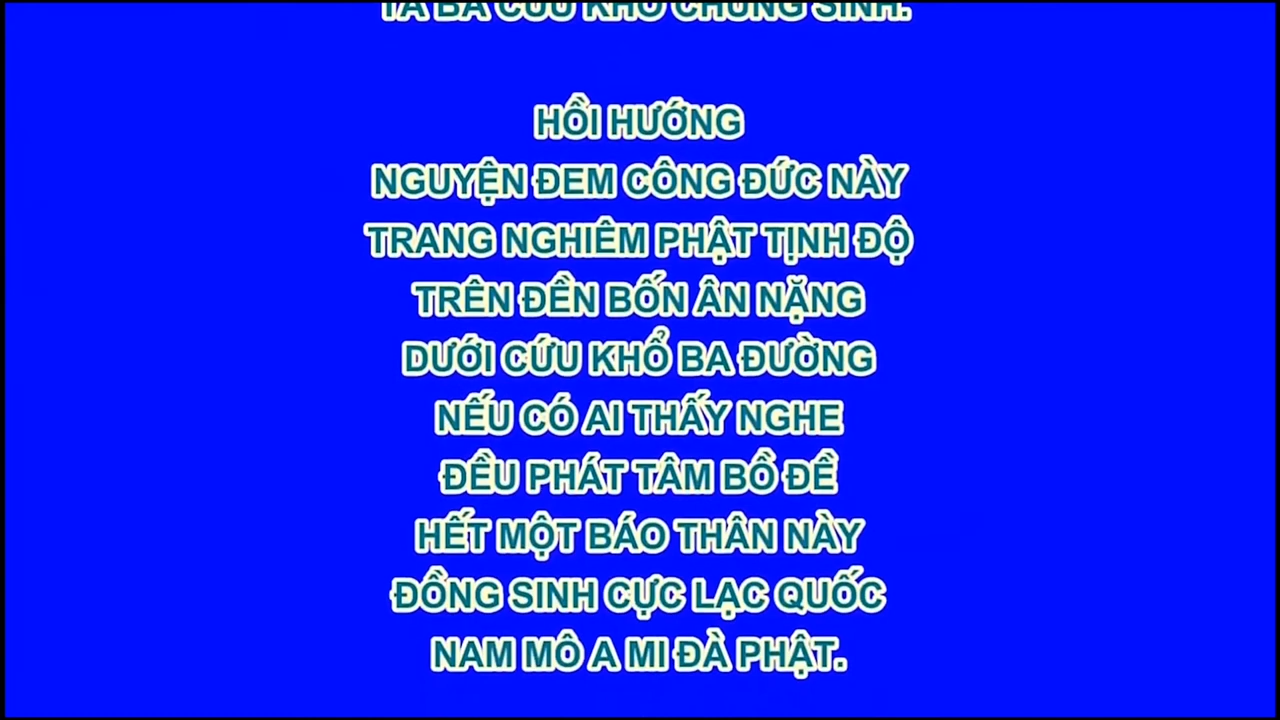 TA BA CỨU KHỔ CHÚNG SINH.
HỒI HƯỚNG
NGUYỆN ĐEM CÔNG ĐỨC NÀY
TRANG NGHIÊM PHẬT TỊNH ĐỘ
TRÊN ĐỀN BỐN ÂN NẶNG
DƯỚI CỨU KHỔ BA ĐƯỜNG
NẾU CÓ AI THẤY NGHE
ĐỀU PHÁT TÂM BỒ ĐỀ
HẾT MỘT BÁO THÂN NÀY
ĐỒNG SINH CỰC LẠC QUỐC
NAM MÔ A MI ĐÀ PHẬT.